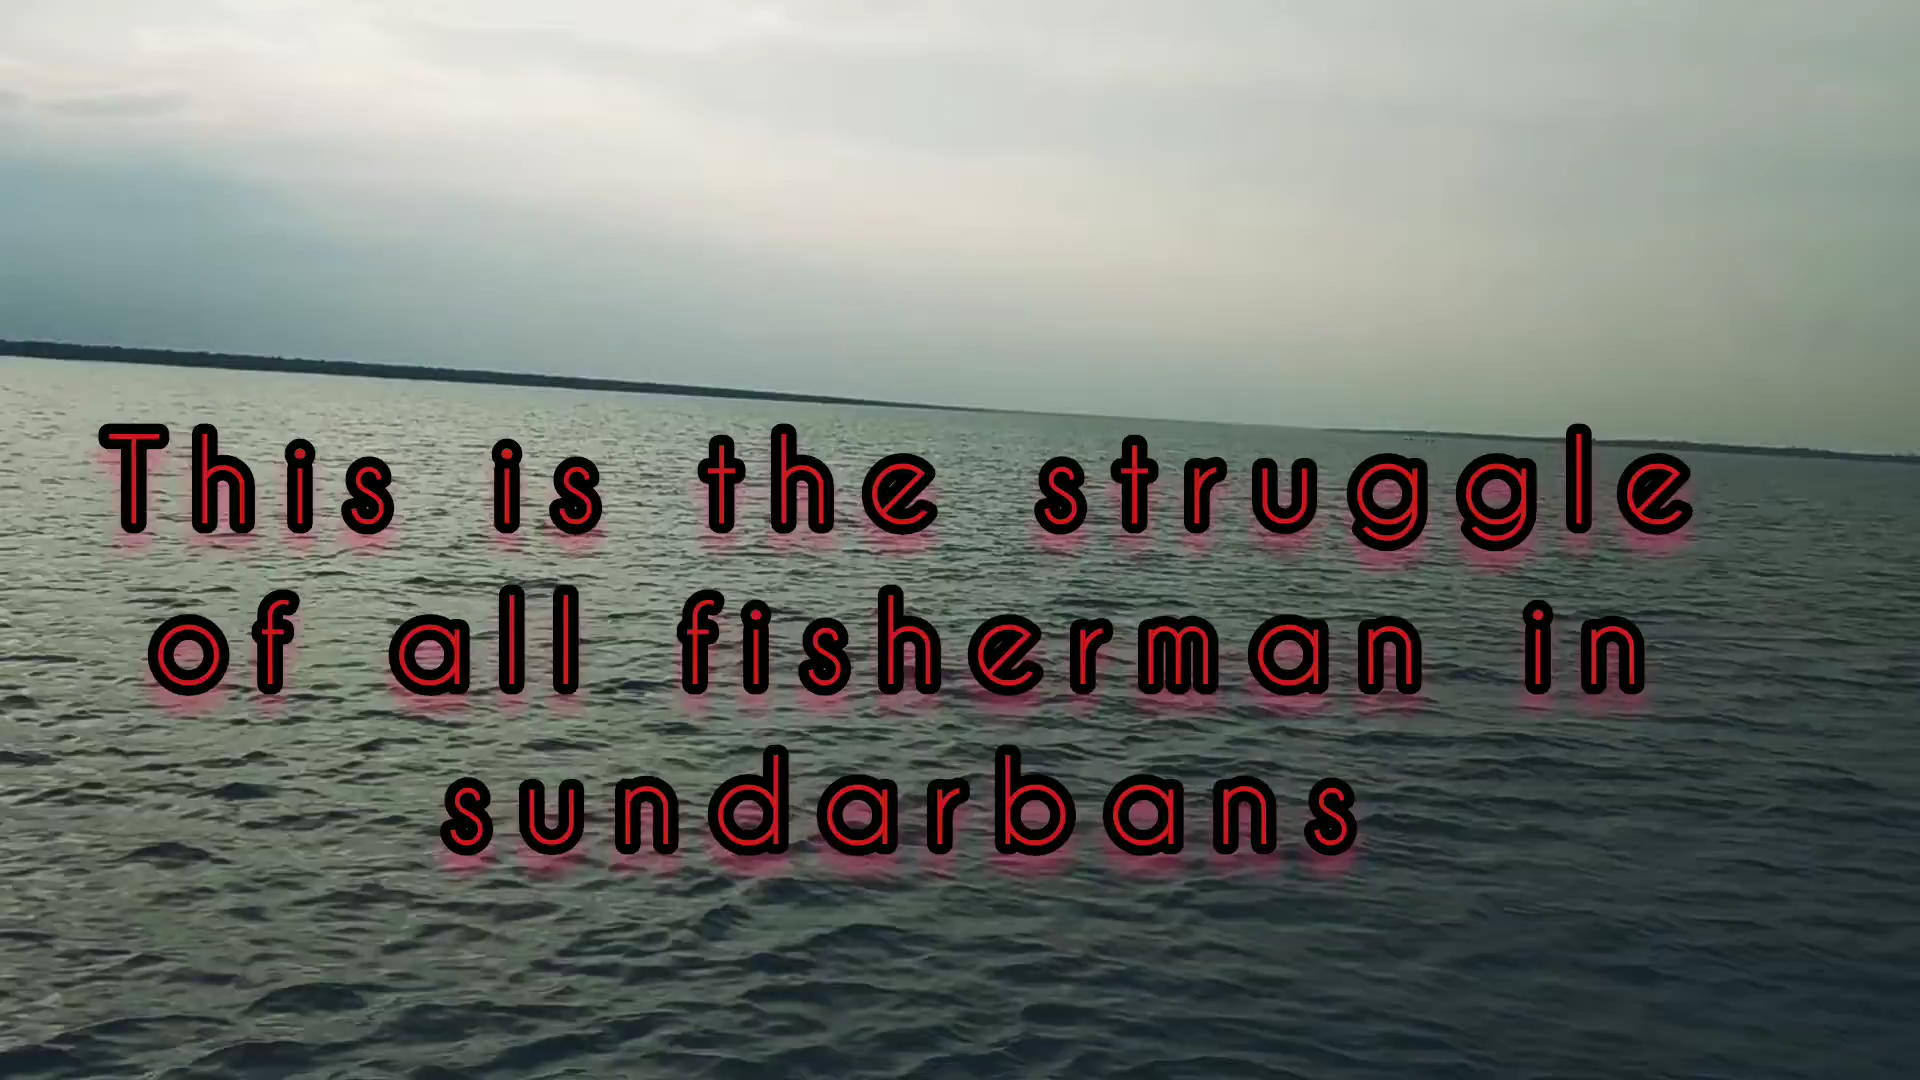 This is the struggle
of all fisherman in
sundarbans